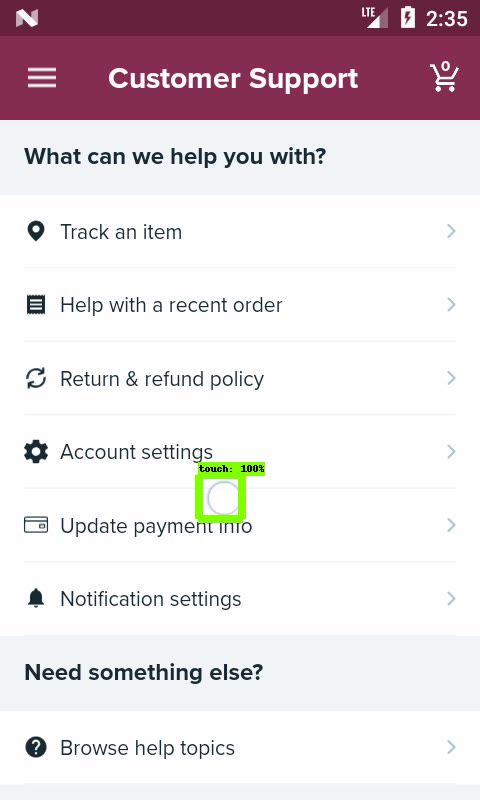 LTE 2:35
Customer Support 0
What can we help you with?
Track an item
Help with a recent order
Return & refund policy
Account settings
touch: 100%
Update payment info
Notification settings
Need something else?
Browse help topics